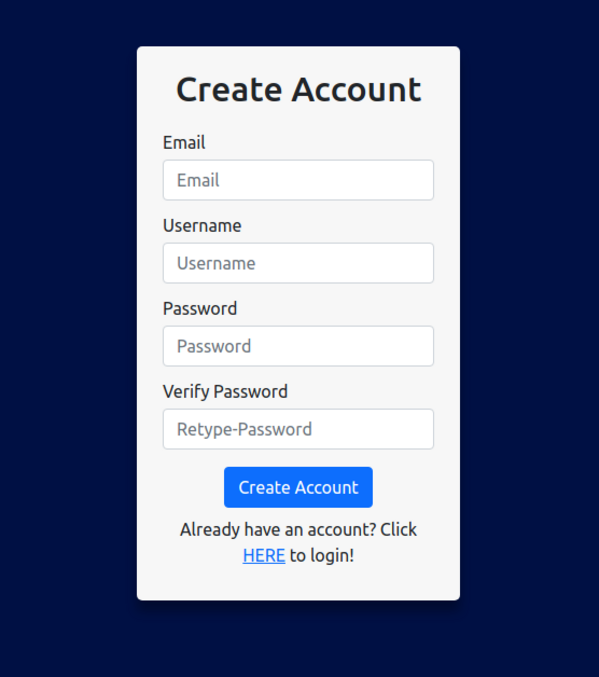 Create Account
Email
Email
Username
Username
Password
Password
Verify Password
Retype-Password
Create Account
Already have an account? Click
HERE to login!